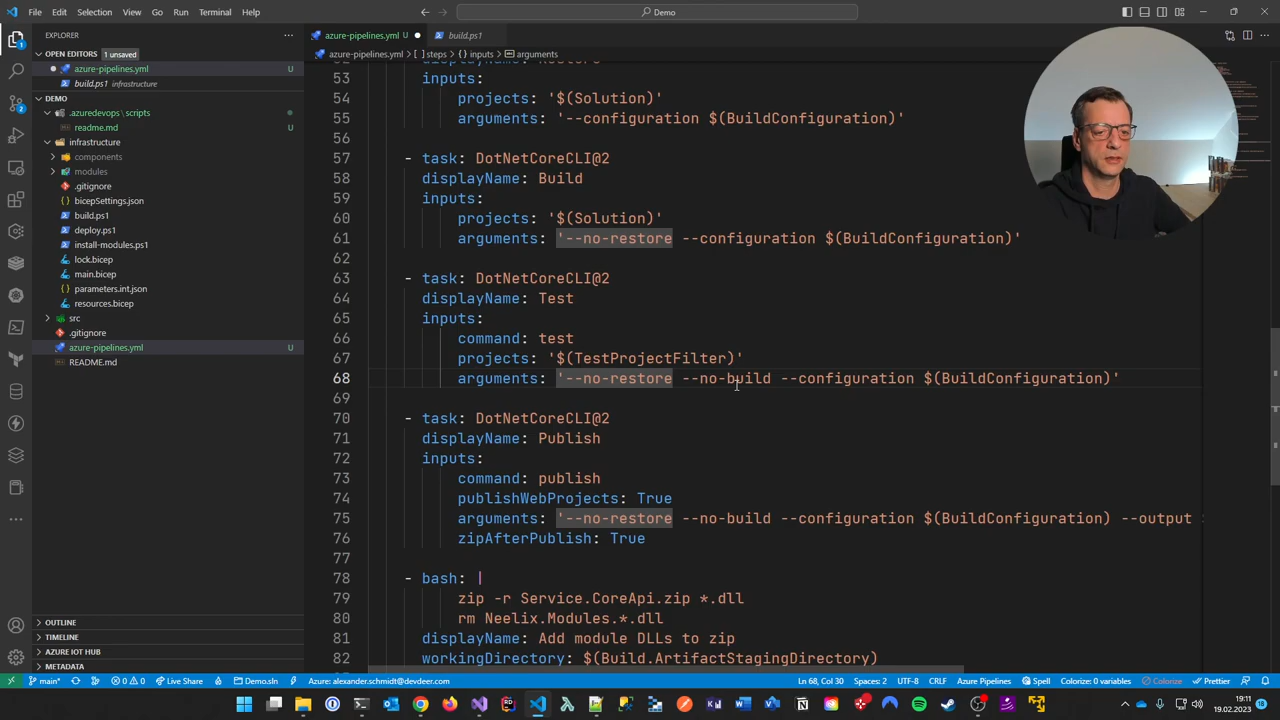 File Edit Selection View Go Run Terminal Help
Demo
EXPLORER
OPEN EDITORS 1 unsaved
azure-pipelines.yml U
build.ps1 infrastructure
DEMO
.azuredevops \ scripts
readme.md U
infrastructure
components
modules
.gitignore
bicepSettings.json
build.ps1
deploy.ps1
install-modules.ps1
lock.bicep
main.bicep
parameters.int.json
resources.bicep
src
.gitignore
azure-pipelines.yml U
README.md
OUTLINE
TIMELINE
AZURE IOT HUB
METADATA
azure-pipelines.yml U
build.ps1
azure-pipelines.yml > [ ] steps > { } inputs > arguments
53 inputs:
54 projects: '$(Solution)'
55 arguments: '--configuration $(BuildConfiguration)'
56
57 - task: DotNetCoreCLI@2
58 displayName: Build
59 inputs:
60 projects: '$(Solution)'
61 arguments: '--no-restore --configuration $(BuildConfiguration)'
62
63 - task: DotNetCoreCLI@2
64 displayName: Test
65 inputs:
66 command: test
67 projects: '$(TestProjectFilter)'
68 arguments: '--no-restore --no-build --configuration $(BuildConfiguration)'
69
70 - task: DotNetCoreCLI@2
71 displayName: Publish
72 inputs:
73 command: publish
74 publishWebProjects: True
75 arguments: '--no-restore --no-build --configuration $(BuildConfiguration) --output
76 zipAfterPublish: True
77
78 - bash: |
79 zip -r Service.CoreApi.zip *.dll
80 rm Neelix.Modules.*.dll
81 displayName: Add module DLLs to zip
82 workingDirectory: $(Build.ArtifactStagingDirectory)
main* 0 0 Live Share Demo.sln Azure: alexander.schmidt@devdeer.com Ln 68, Col 30 Spaces: 2 UTF-8 CRLF Azure Pipelines Spell Colorize: 0 variables Colorize Prettier
19:11
19.02.2023